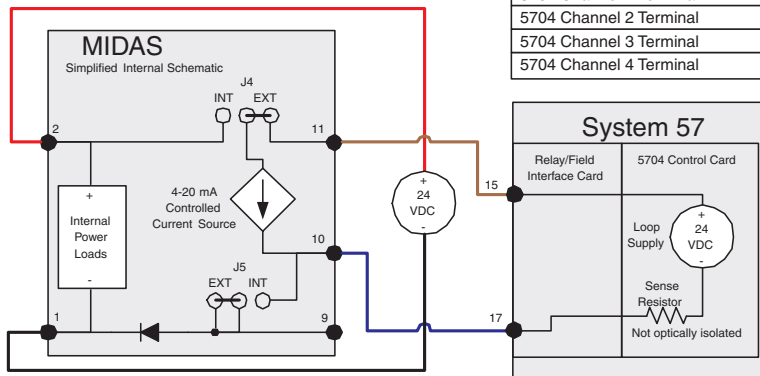 5704 Channel 2 Terminal
5704 Channel 3 Terminal
5704 Channel 4 Terminal
MIDAS
Simplified Internal Schematic
J4
INT EXT
2
11
+
Internal
Power
Loads
-
4-20 mA
Controlled
Current Source
10
J5
EXT INT
1
9
+
24
VDC
-
System 57
Relay/Field
Interface Card
5704 Control Card
15
Loop
Supply
+
24
VDC
-
Sense
Resistor
17
Not optically isolated